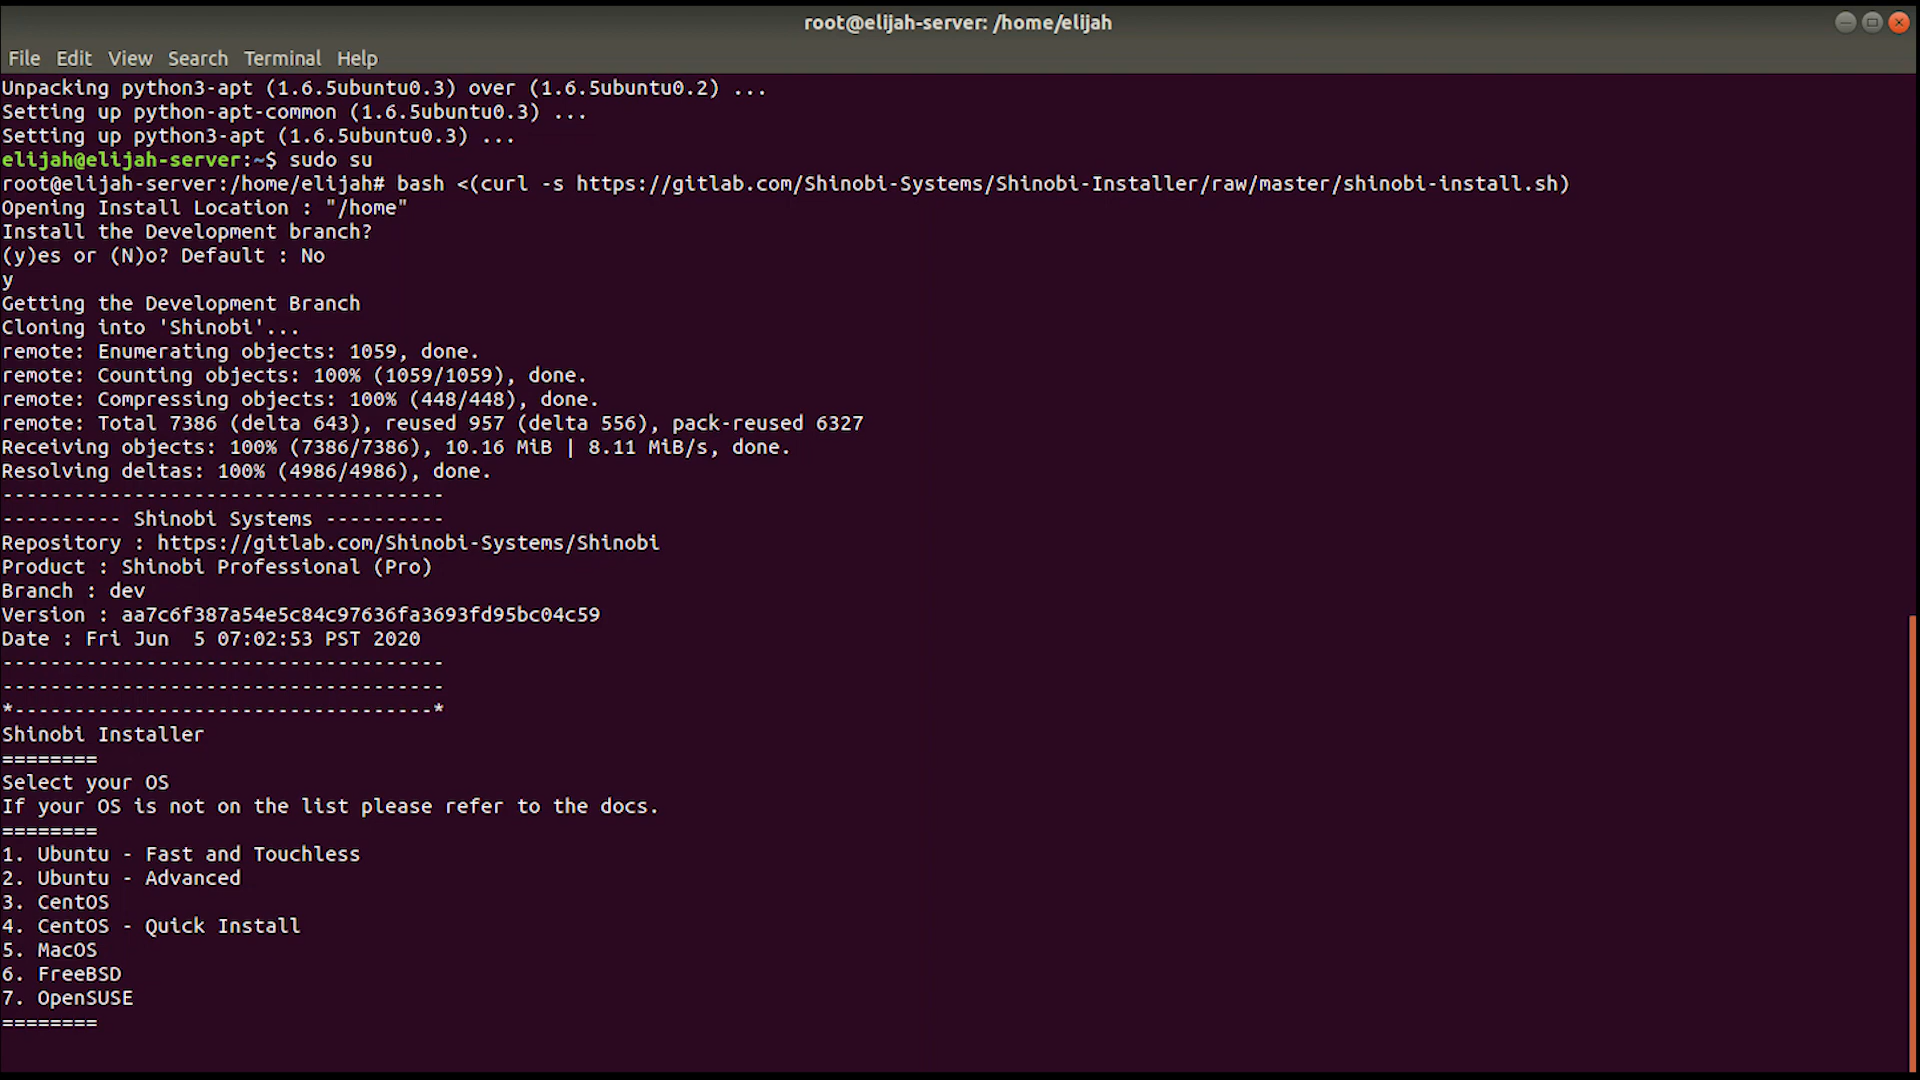 root@elijah-server: /home/elijah
File Edit View Search Terminal Help
Unpacking python3-apt (1.6.5ubuntu0.3) over (1.6.5ubuntu0.2) ...
Setting up python-apt-common (1.6.5ubuntu0.3) ...
Setting up python3-apt (1.6.5ubuntu0.3) ...
elijah@elijah-server:~$ sudo su
root@elijah-server:/home/elijah# bash <(curl -s https://gitlab.com/Shinobi-Systems/Shinobi-Installer/raw/master/shinobi-install.sh)
Opening Install Location : "/home"
Install the Development branch?
(y)es or (N)o? Default : No
y
Getting the Development Branch
Cloning into 'Shinobi'...
remote: Enumerating objects: 1059, done.
remote: Counting objects: 100% (1059/1059), done.
remote: Compressing objects: 100% (448/448), done.
remote: Total 7386 (delta 643), reused 957 (delta 556), pack-reused 6327
Receiving objects: 100% (7386/7386), 10.16 MiB | 8.11 MiB/s, done.
Resolving deltas: 100% (4986/4986), done.
-------------------------------------
---------- Shinobi Systems ----------
Repository : https://gitlab.com/Shinobi-Systems/Shinobi
Product : Shinobi Professional (Pro)
Branch : dev
Version : aa7c6f387a54e5c84c97636fa3693fd95bc04c59
Date : Fri Jun  5 07:02:53 PST 2020
-------------------------------------
-------------------------------------
*-----------------------------------*
Shinobi Installer
========
Select your OS
If your OS is not on the list please refer to the docs.
========
1. Ubuntu - Fast and Touchless
2. Ubuntu - Advanced
3. CentOS
4. CentOS - Quick Install
5. MacOS
6. FreeBSD
7. OpenSUSE
========